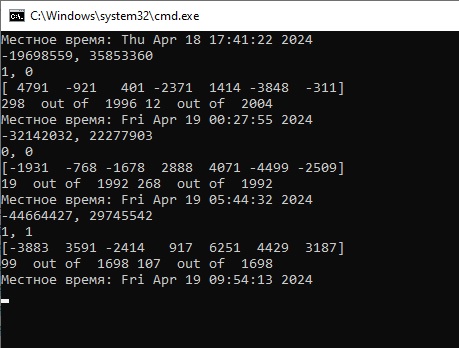 C:\Windows\system32\cmd.exe
Местное время: Thu Apr 18 17:41:22 2024
-19698559, 35853360
1, 0
[ 4791  -921   401 -2371  1414 -3848  -311]
298  out of  1996 12  out of  2004
Местное время: Fri Apr 19 00:27:55 2024
-32142032, 22277903
0, 0
[-1931  -768 -1678  2888  4071 -4499 -2509]
19  out of  1992 268  out of  1992
Местное время: Fri Apr 19 05:44:32 2024
-44664427, 29745542
1, 1
[-3883  3591 -2414   917  6251  4429  3187]
99  out of  1698 107  out of  1698
Местное время: Fri Apr 19 09:54:13 2024